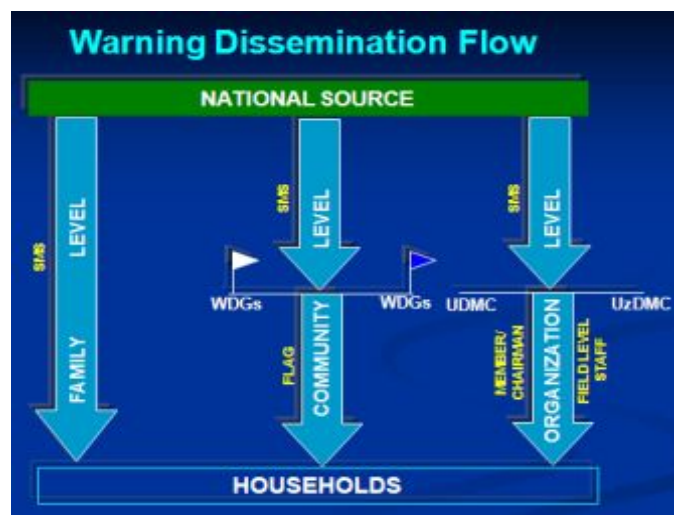 Warning Dissemination Flow
NATIONAL SOURCE
SMS
FAMILY LEVEL
SMS
LEVEL
WDGs
WDGs
FLAG
COMMUNITY
SMS
LEVEL
UDMC
UzDMC
MEMBER/
CHAIRMAN
ORGANIZATION
FIELD LEVEL
STAFF
HOUSEHOLDS